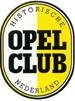 HISTORISCHE
OPEL
CLUB
NEDERLAND